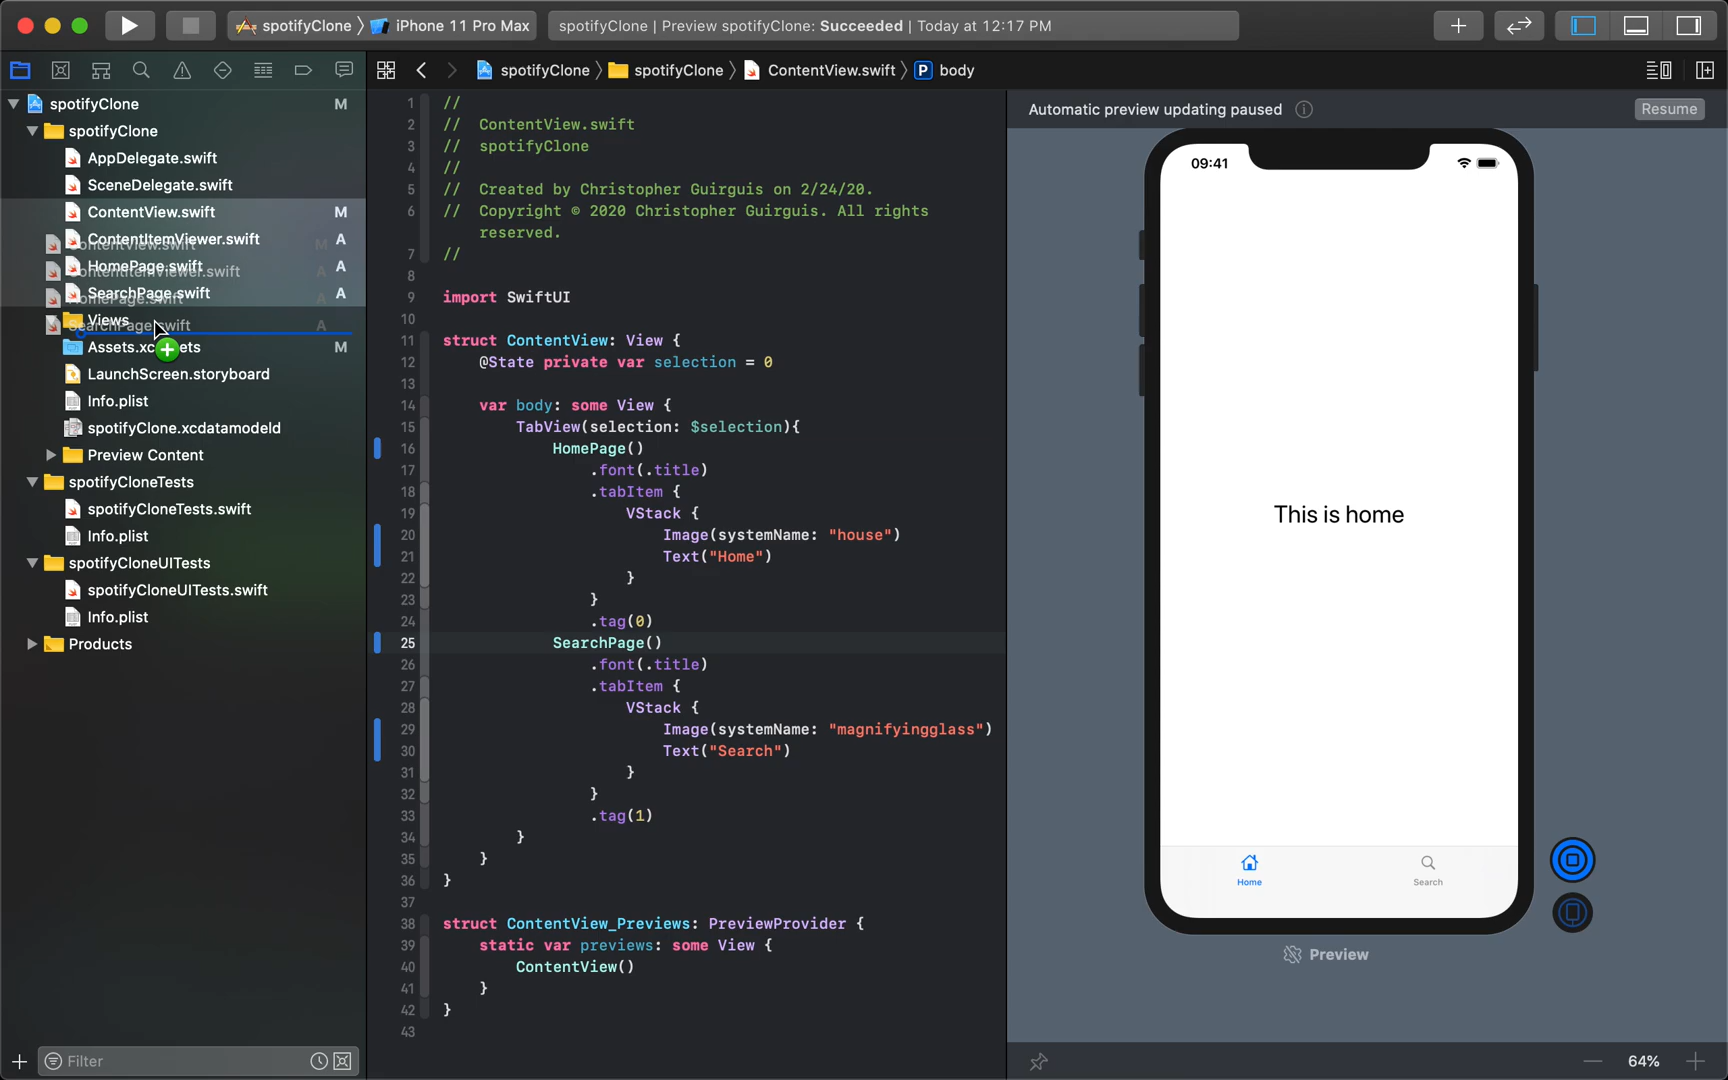 spotifyClone 〉 iPhone 11 Pro Max
spotifyClone | Preview spotifyClone: Succeeded | Today at 12:17 PM
spotifyClone 〉 spotifyClone 〉 ContentView.swift 〉 P body
spotifyClone M
spotifyClone
AppDelegate.swift
SceneDelegate.swift
ContentView.swift M
ContentItemViewer.swift A
HomePage.swift A
SearchPage.swift A
Views
Assets.xcassets M
LaunchScreen.storyboard
Info.plist
spotifyClone.xcdatamodeld
Preview Content
spotifyCloneTests
spotifyCloneTests.swift
Info.plist
spotifyCloneUITests
spotifyCloneUITests.swift
Info.plist
Products
Filter
1 //
2 // ContentView.swift
3 // spotifyClone
4 //
5 // Created by Christopher Guirguis on 2/24/20.
6 // Copyright © 2020 Christopher Guirguis. All rights
reserved.
7 //
8
9 import SwiftUI
10
11 struct ContentView: View {
12 @State private var selection = 0
13
14 var body: some View {
15 TabView(selection: $selection){
16 HomePage()
17 .font(.title)
18 .tabItem {
19 VStack {
20 Image(systemName: "house")
21 Text("Home")
22 }
23 }
24 .tag(0)
25 SearchPage()
26 .font(.title)
27 .tabItem {
28 VStack {
29 Image(systemName: "magnifyingglass")
30 Text("Search")
31 }
32 }
33 .tag(1)
34 }
35 }
36 }
37
38 struct ContentView_Previews: PreviewProvider {
39 static var previews: some View {
40 ContentView()
41 }
42 }
43
Automatic preview updating paused
Resume
09:41
This is home
Home
Search
Preview
64%